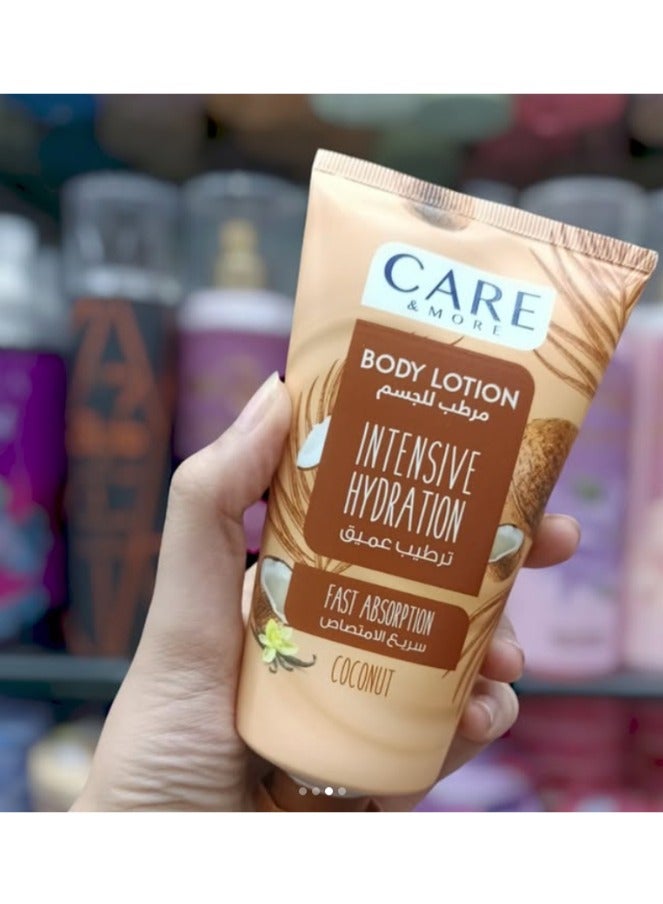 CARE
& MORE
BODY LOTION
مرطب للجسم
INTENSIVE
HYDRATION
ترطيب عميق
FAST ABSORPTION
سريع الامتصاص
COCONUT